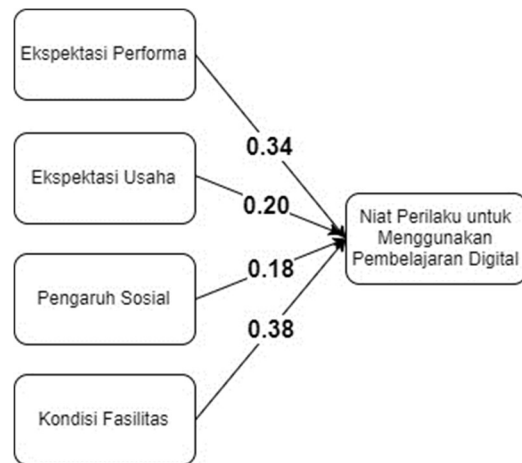 Ekspektasi Performa
0.34
Ekspektasi Usaha
0.20
Niat Perilaku untuk
Menggunakan
Pembelajaran Digital
Pengaruh Sosial
0.18
0.38
Kondisi Fasilitas